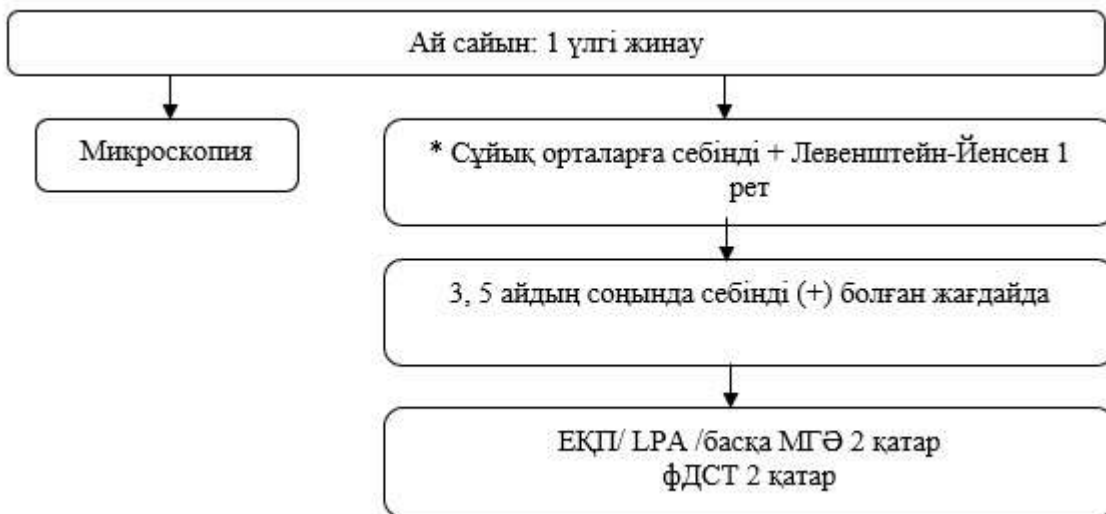 Ай сайын: 1 үлгі жинау
Микроскопия
* Сұйық орталарға себінді + Левенштейн-Йенсен 1
рет
3, 5 айдың соңында себінді (+) болған жағдайда
ЕҚП/ LPA /басқа МГӘ 2 қатар
фДСТ 2 қатар